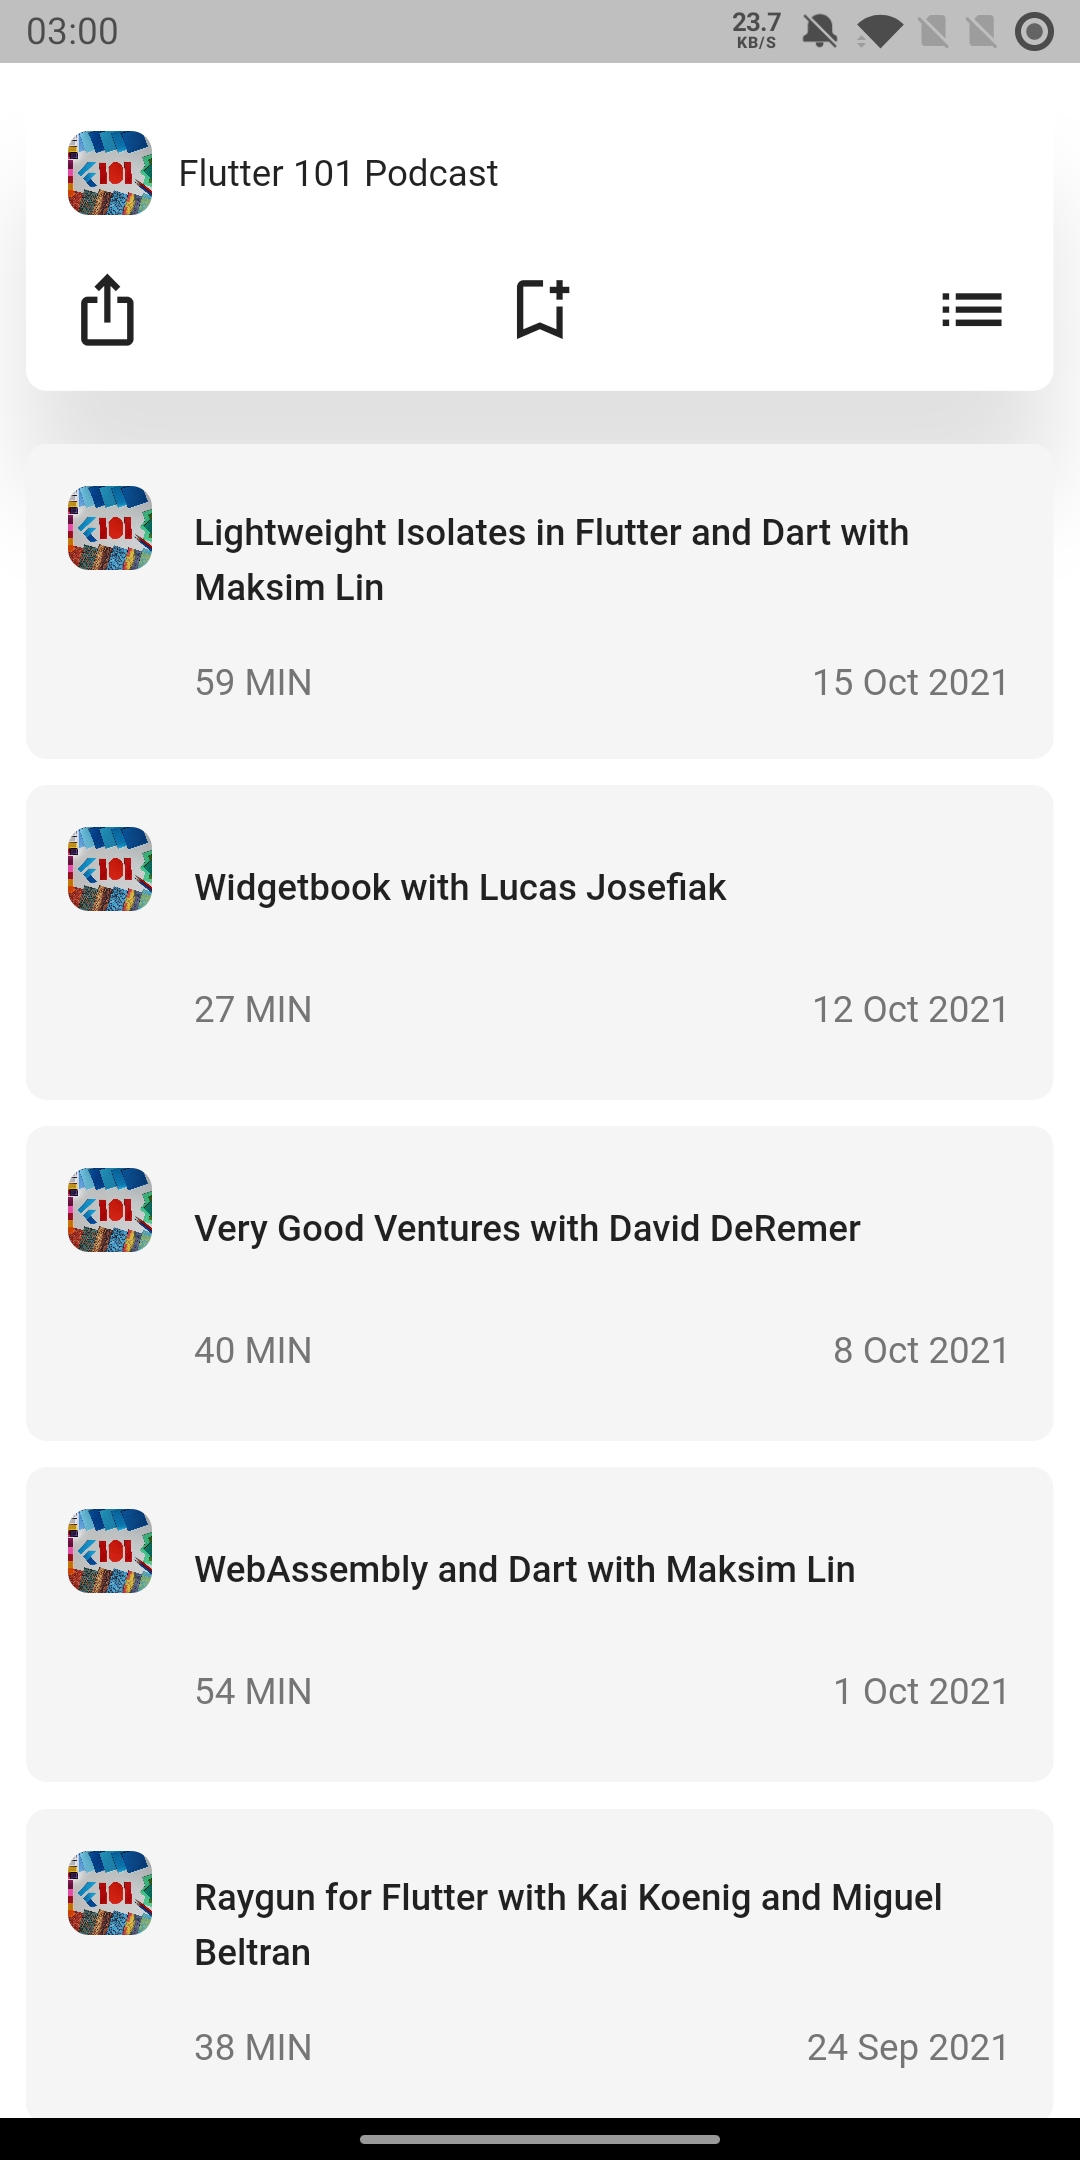 03:00
23.7
KB/S
101
Flutter 101 Podcast
101
Lightweight Isolates in Flutter and Dart with
Maksim Lin
59 MIN
15 Oct 2021
101
Widgetbook with Lucas Josefiak
27 MIN
12 Oct 2021
101
Very Good Ventures with David DeRemer
40 MIN
8 Oct 2021
101
WebAssembly and Dart with Maksim Lin
54 MIN
1 Oct 2021
101
Raygun for Flutter with Kai Koenig and Miguel
Beltran
38 MIN
24 Sep 2021